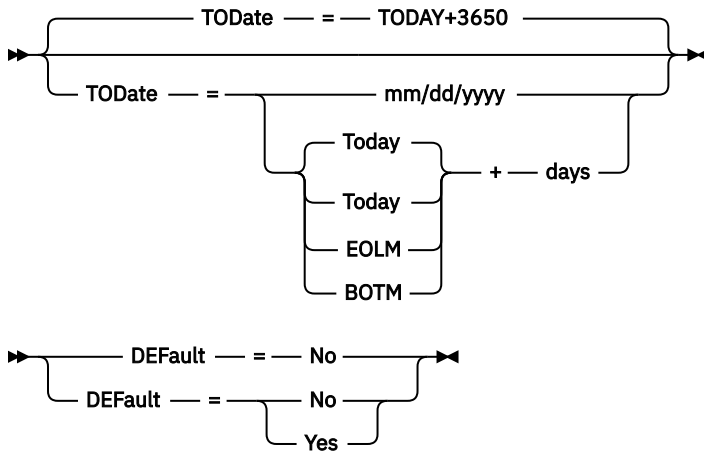 TODate = TODAY+3650
TODate = mm/dd/yyyy
Today
+ days
Today
EOLM
BOTM
DEFault = No
DEFault = No
Yes